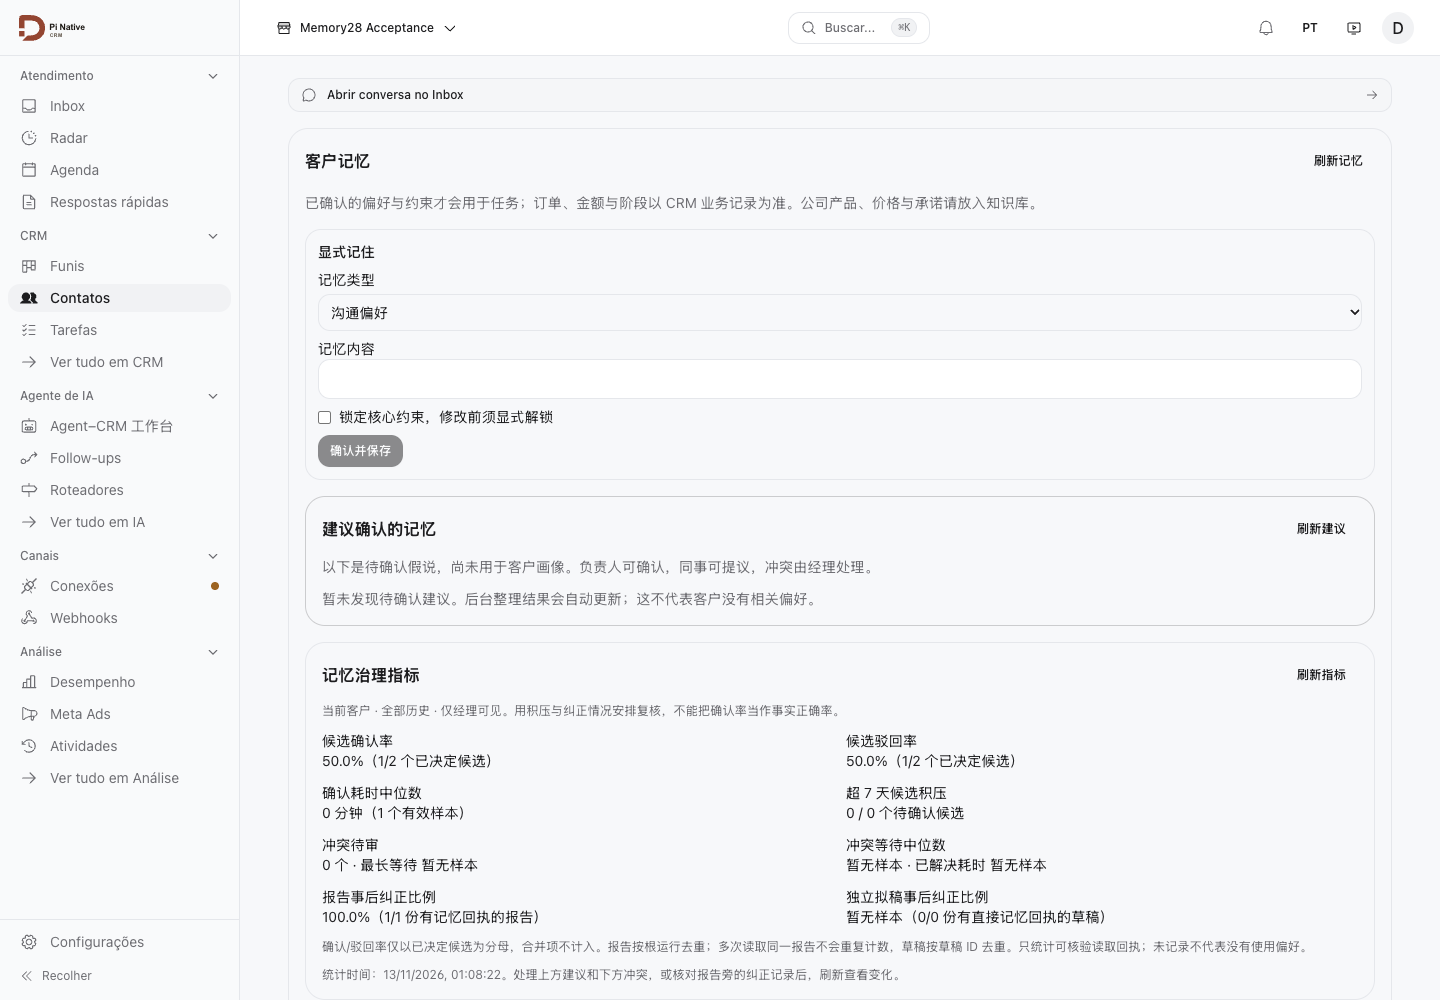 Pi Native
CRM
Memory28 Acceptance
Buscar...
⌘K
PT
D
Atendimento
Inbox
Radar
Agenda
Respostas rápidas
CRM
Funis
Contatos
Tarefas
Ver tudo em CRM
Agente de IA
Agent–CRM 工作台
Follow-ups
Roteadores
Ver tudo em IA
Canais
Conexões
Webhooks
Análise
Desempenho
Meta Ads
Atividades
Ver tudo em Análise
Configurações
Recolher
Abrir conversa no Inbox
客户记忆
刷新记忆
已确认的偏好与约束才会用于任务；订单、金额与阶段以 CRM 业务记录为准。公司产品、价格与承诺请放入知识库。
显式记住
记忆类型
沟通偏好
记忆内容
锁定核心约束，修改前须显式解锁
确认并保存
建议确认的记忆
刷新建议
以下是待确认假说，尚未用于客户画像。负责人可确认，同事可提议，冲突由经理处理。
暂未发现待确认建议。后台整理结果会自动更新；这不代表客户没有相关偏好。
记忆治理指标
刷新指标
当前客户 · 全部历史 · 仅经理可见。用积压与纠正情况安排复核，不能把确认率当作事实正确率。
候选确认率
50.0%（1/2 个已决定候选）
候选驳回率
50.0%（1/2 个已决定候选）
确认耗时中位数
0 分钟（1 个有效样本）
超 7 天候选积压
0 / 0 个待确认候选
冲突待审
0 个 · 最长等待 暂无样本
冲突等待中位数
暂无样本 · 已解决耗时 暂无样本
报告事后纠正比例
100.0%（1/1 份有记忆回执的报告）
独立拟稿事后纠正比例
暂无样本（0/0 份有直接记忆回执的草稿）
确认/驳回率仅以已决定候选为分母，合并项不计入。报告按根运行去重；多次读取同一报告不会重复计数，草稿按草稿 ID 去重。只统计可核验读取回执；未记录不代表没有使用偏好。
统计时间：13/11/2026, 01:08:22。处理上方建议和下方冲突，或核对报告旁的纠正记录后，刷新查看变化。